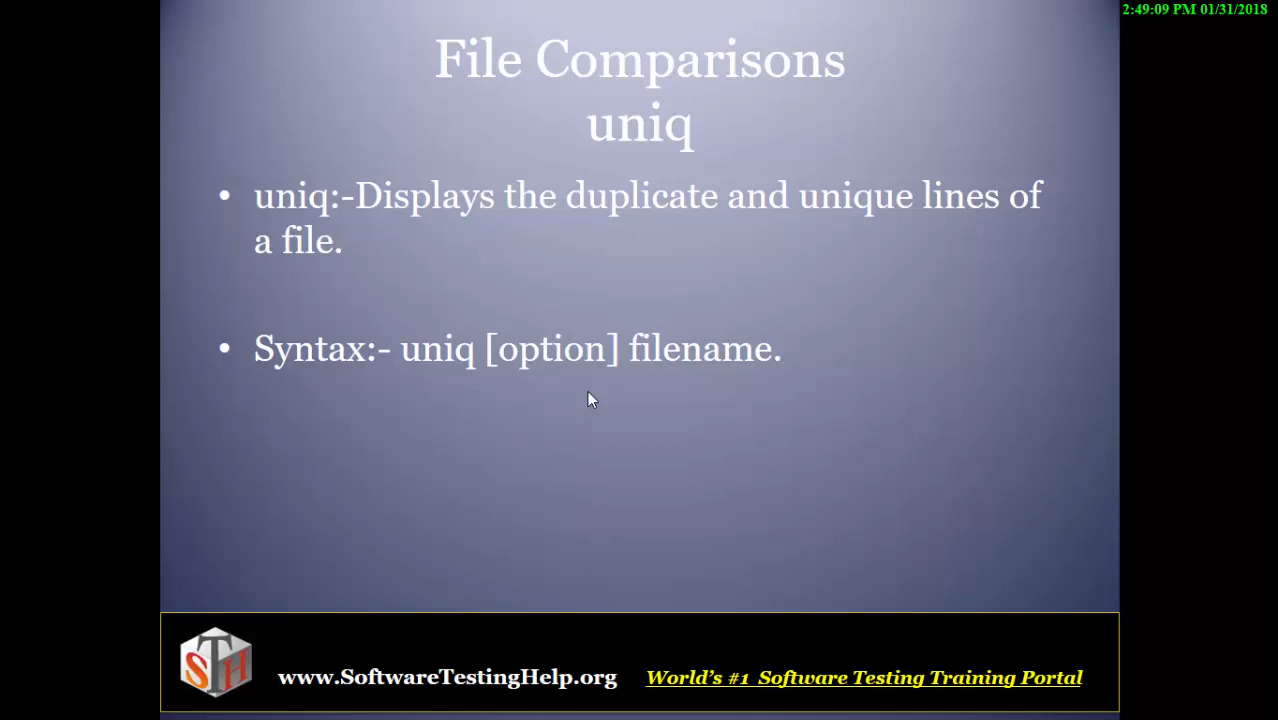 2:49:09 PM 01/31/2018
File Comparisons
uniq
• uniq:-Displays the duplicate and unique lines of
a file.
• Syntax:- uniq [option] filename.
STH
www.SoftwareTestingHelp.org
World's #1 Software Testing Training Portal